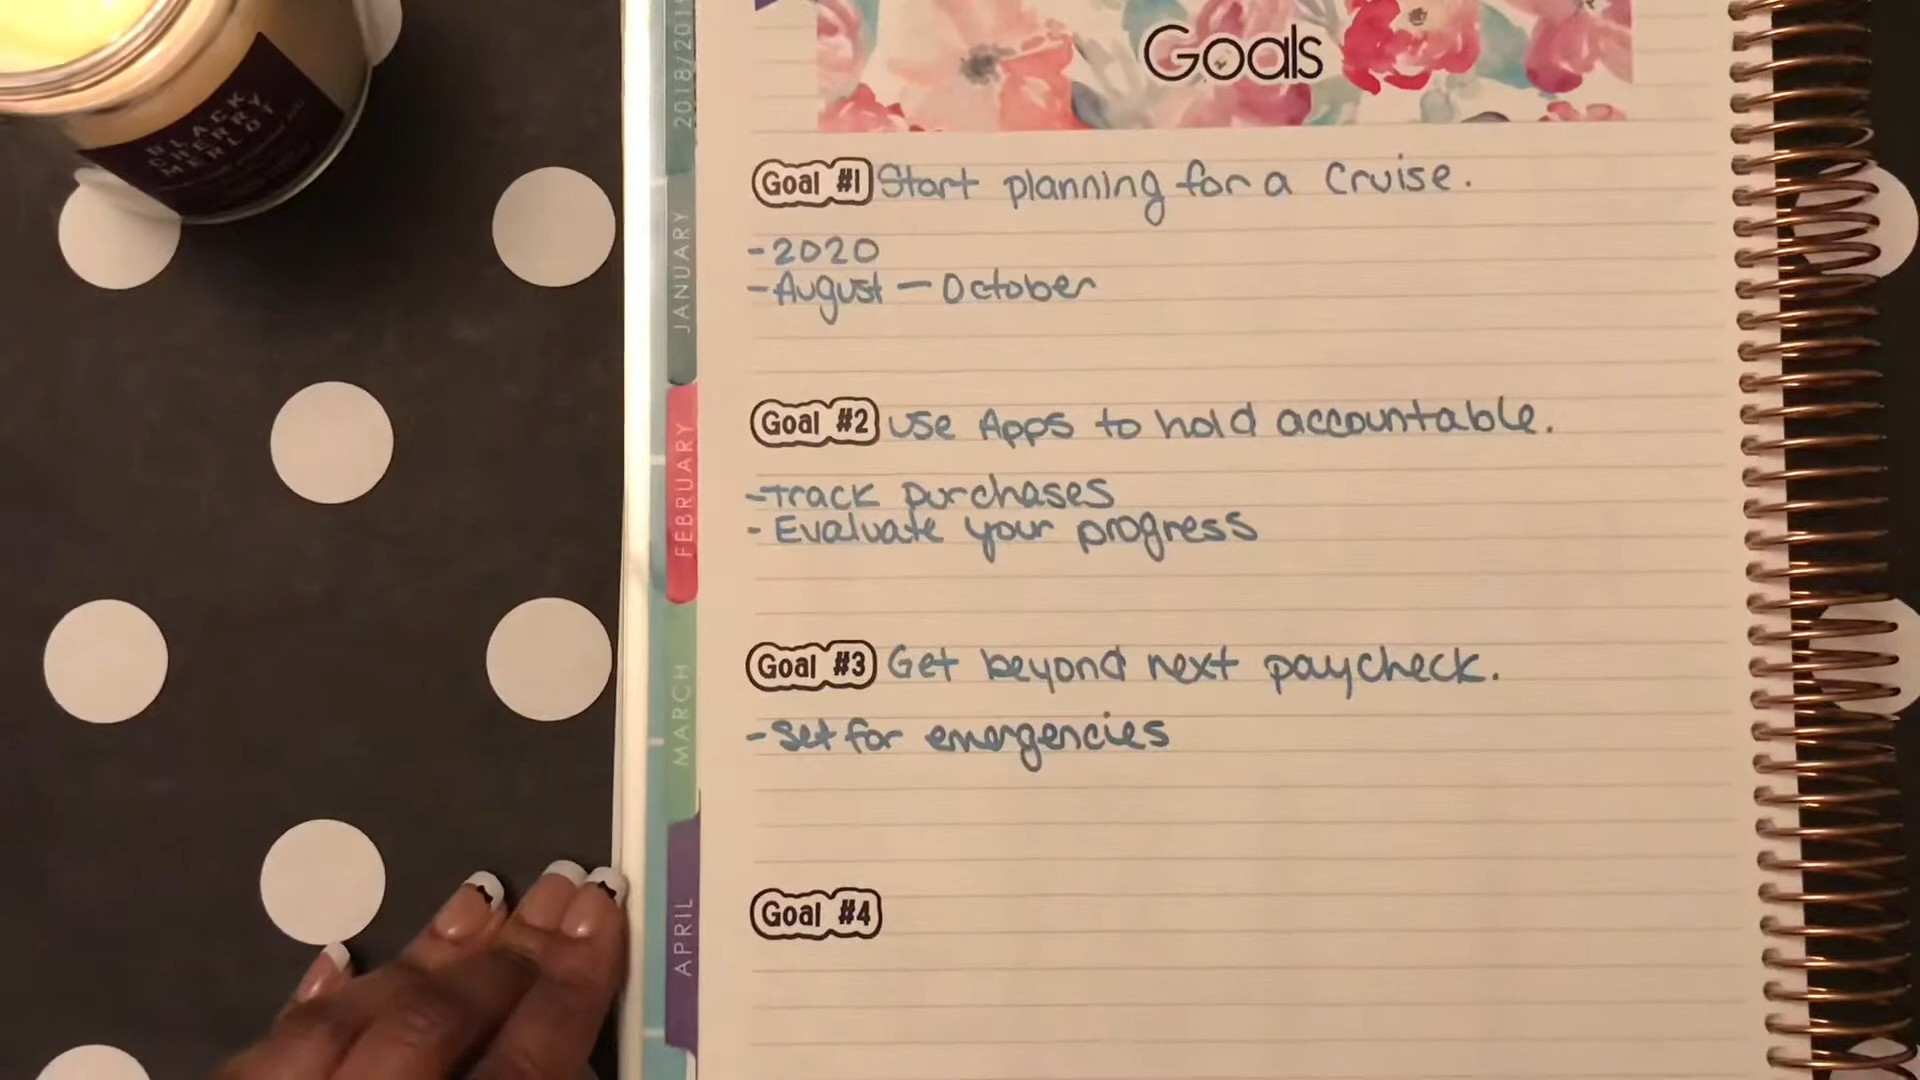 BLACK
CHERRY
MERLOT
2018/2019
JANUARY
FEBRUARY
MARCH
APRIL
Goals
Goal #1 Start planning for a Cruise.
-2020
-August - October
Goal #2 use Apps to hold accountable.
-Track purchases
- Evaluate your progress
Goal #3 Get beyond next paycheck.
-Set for emergencies
Goal #4